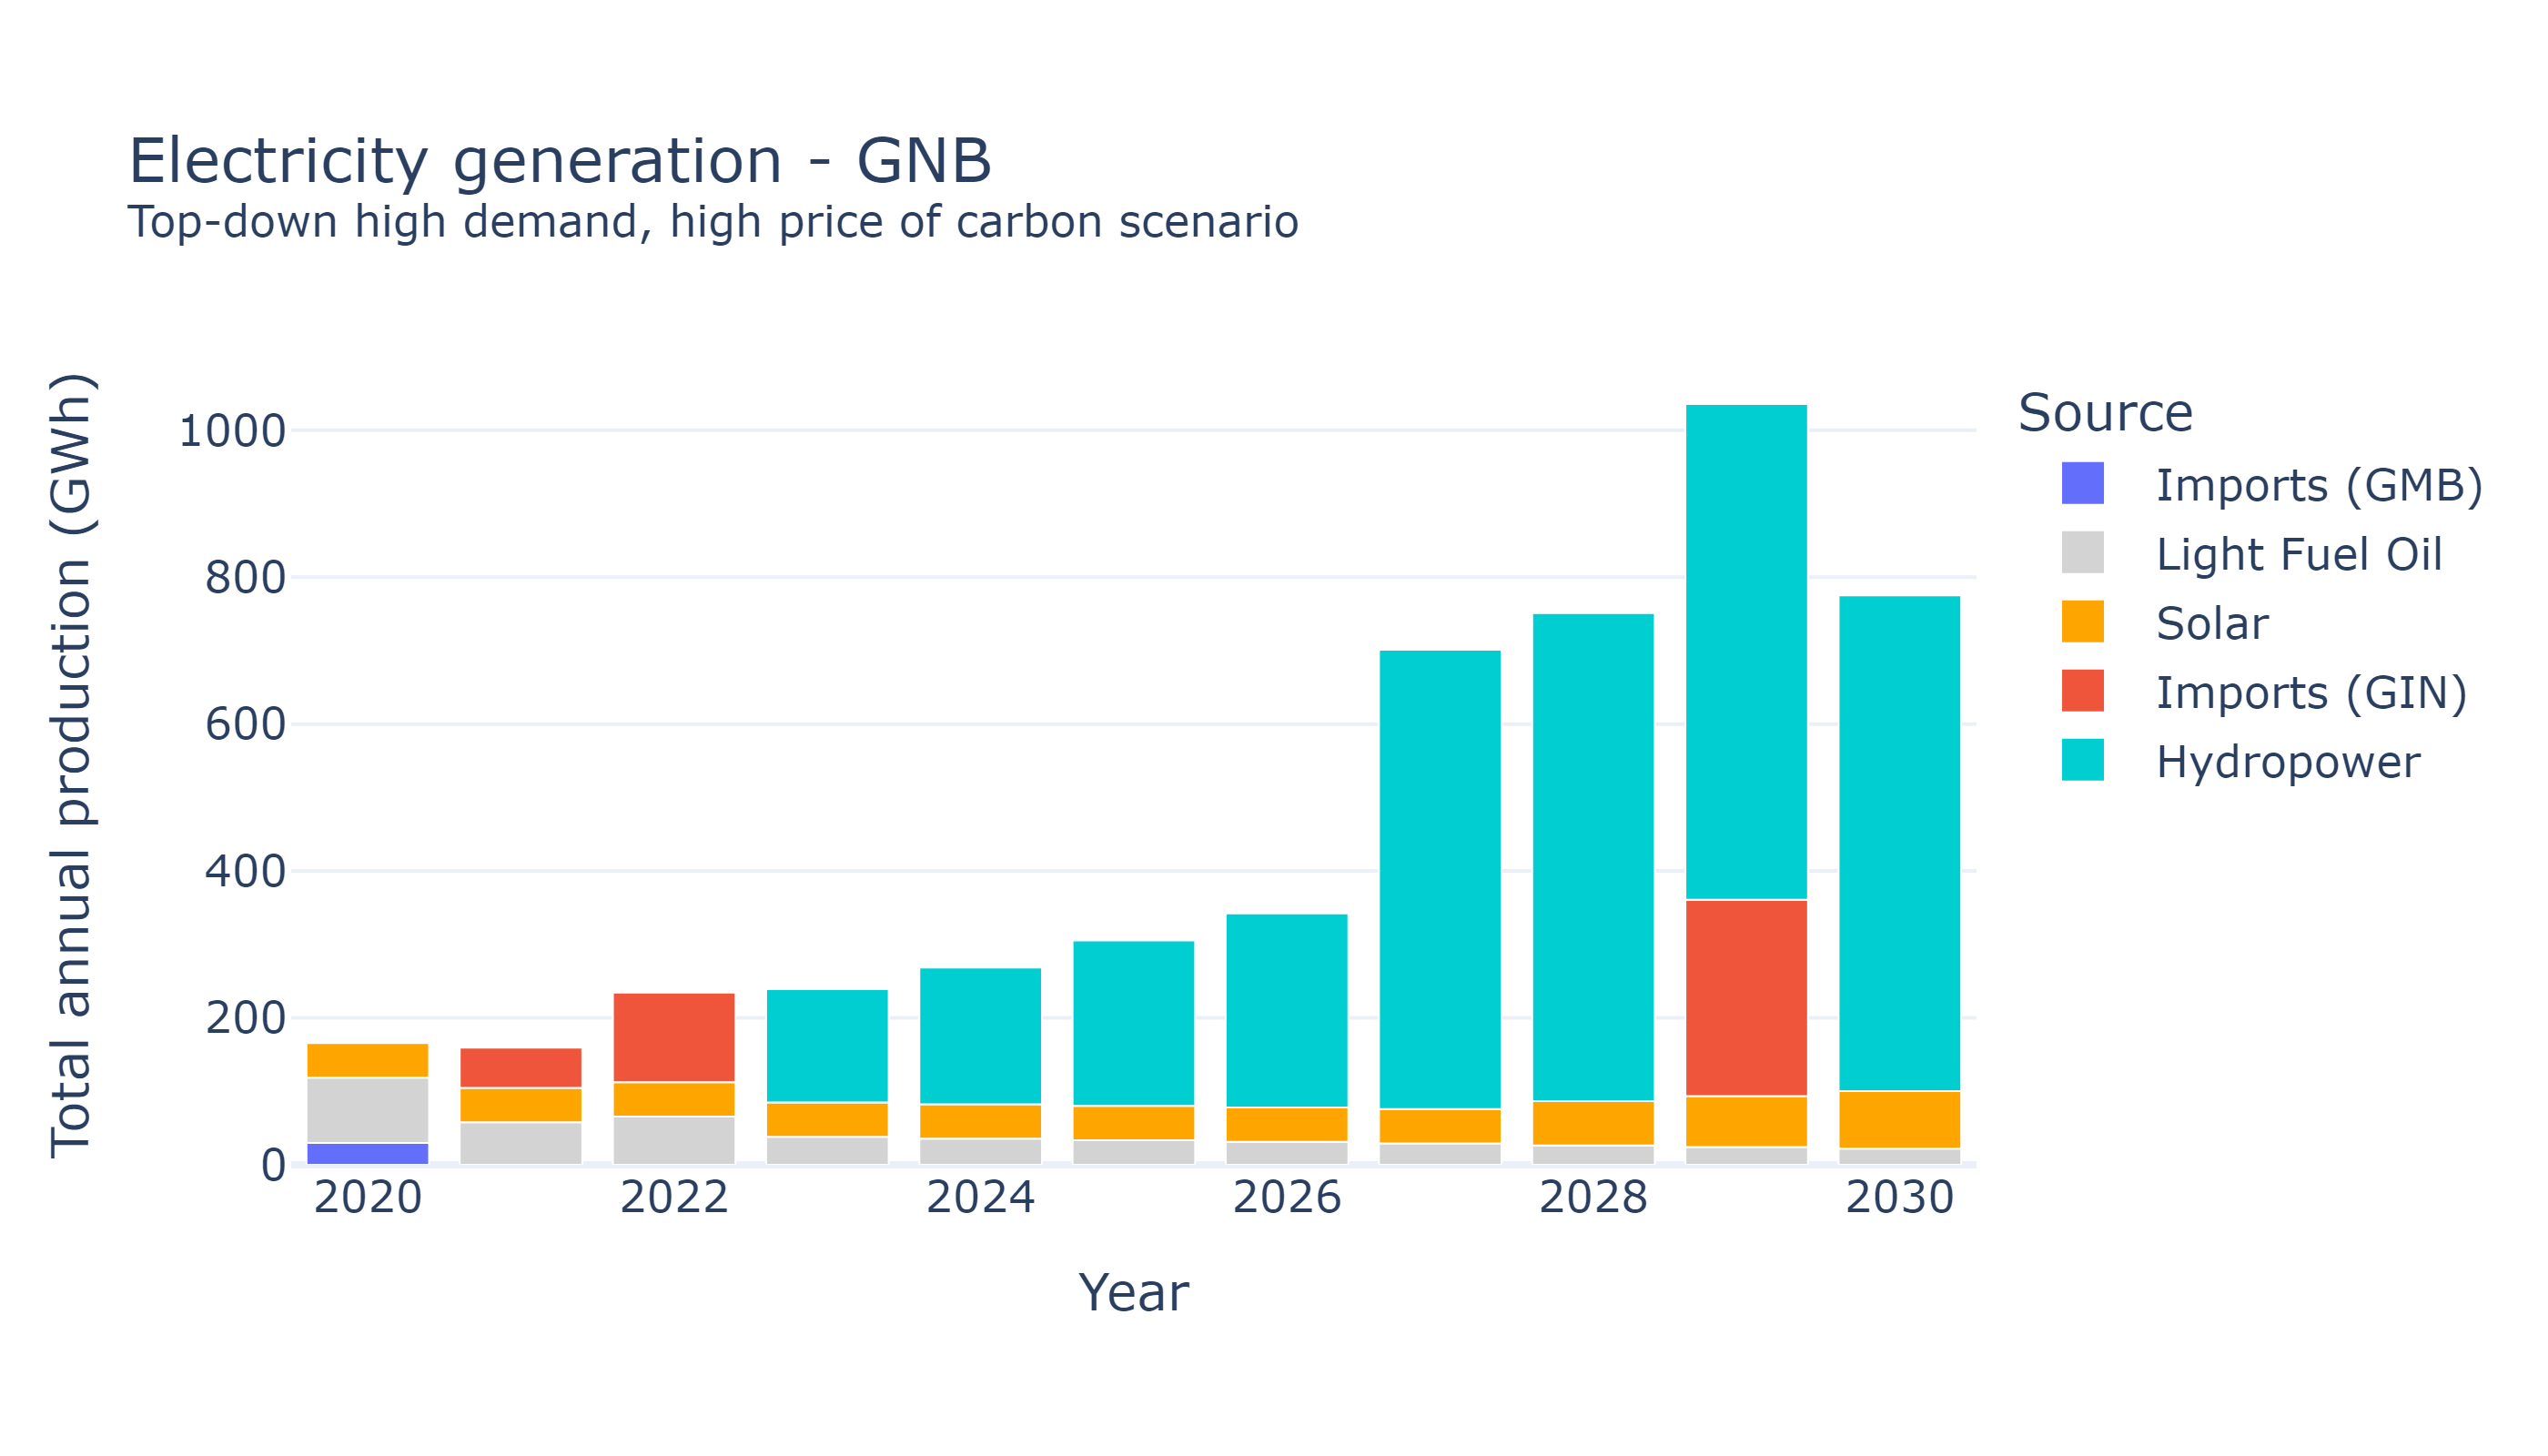 Electricity generation - GNB
Top-down high demand, high price of carbon scenario
Total annual production (GWh)
1000
800
600
400
200
0
2020 2022 2024 2026 2028 2030
Year
Source
Imports (GMB)
Light Fuel Oil
Solar
Imports (GIN)
Hydropower